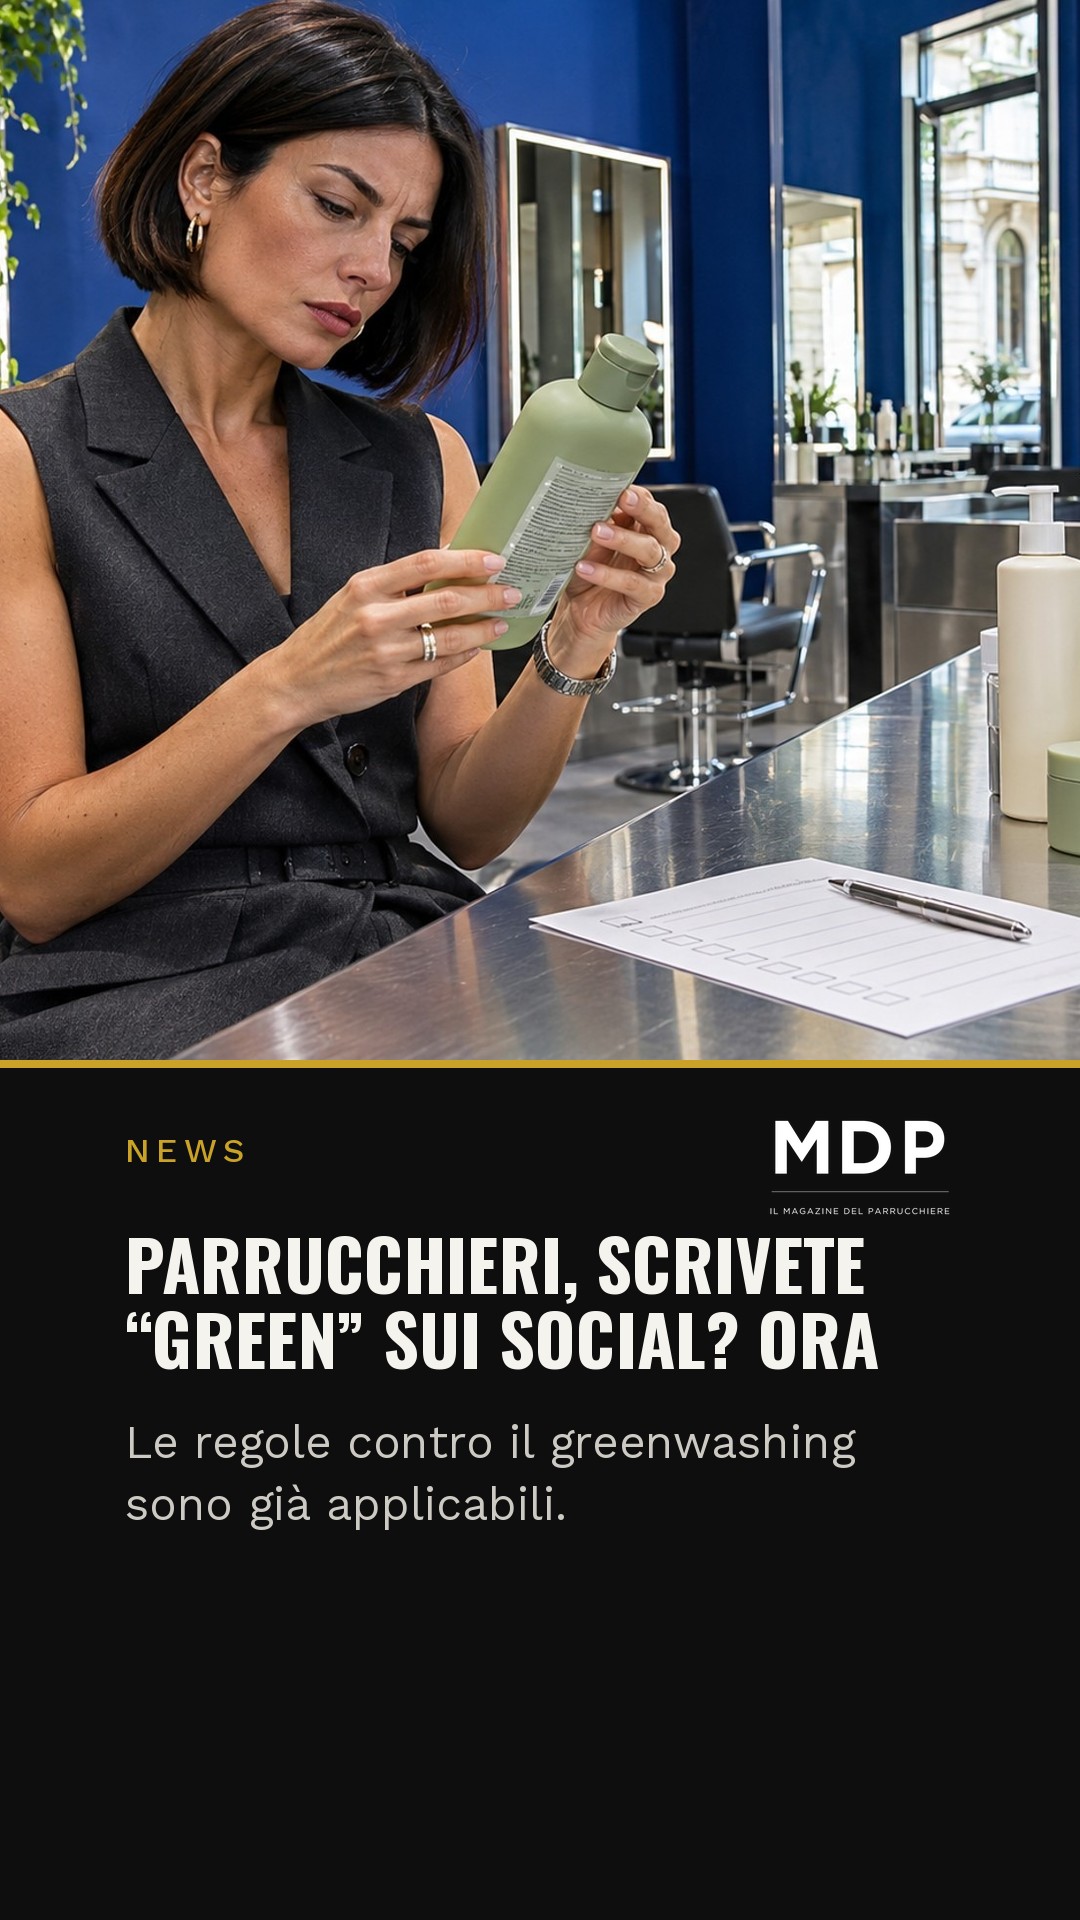 NEWS
MDP
IL MAGAZINE DEL PARRUCCHIERE
PARRUCCHIERI, SCRIVETE
“GREEN” SUI SOCIAL? ORA
Le regole contro il greenwashing
sono già applicabili.